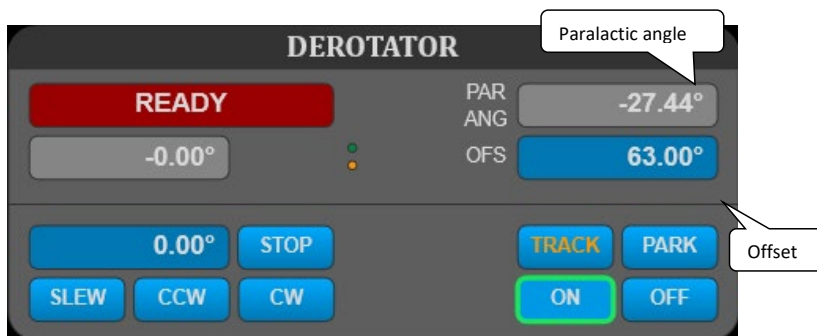 DEROTATOR
Paralactic angle
READY
PAR
ANG
-27.44°
-0.00°
OFS
63.00°
Offset
0.00°
STOP
TRACK
PARK
SLEW
CCW
CW
ON
OFF